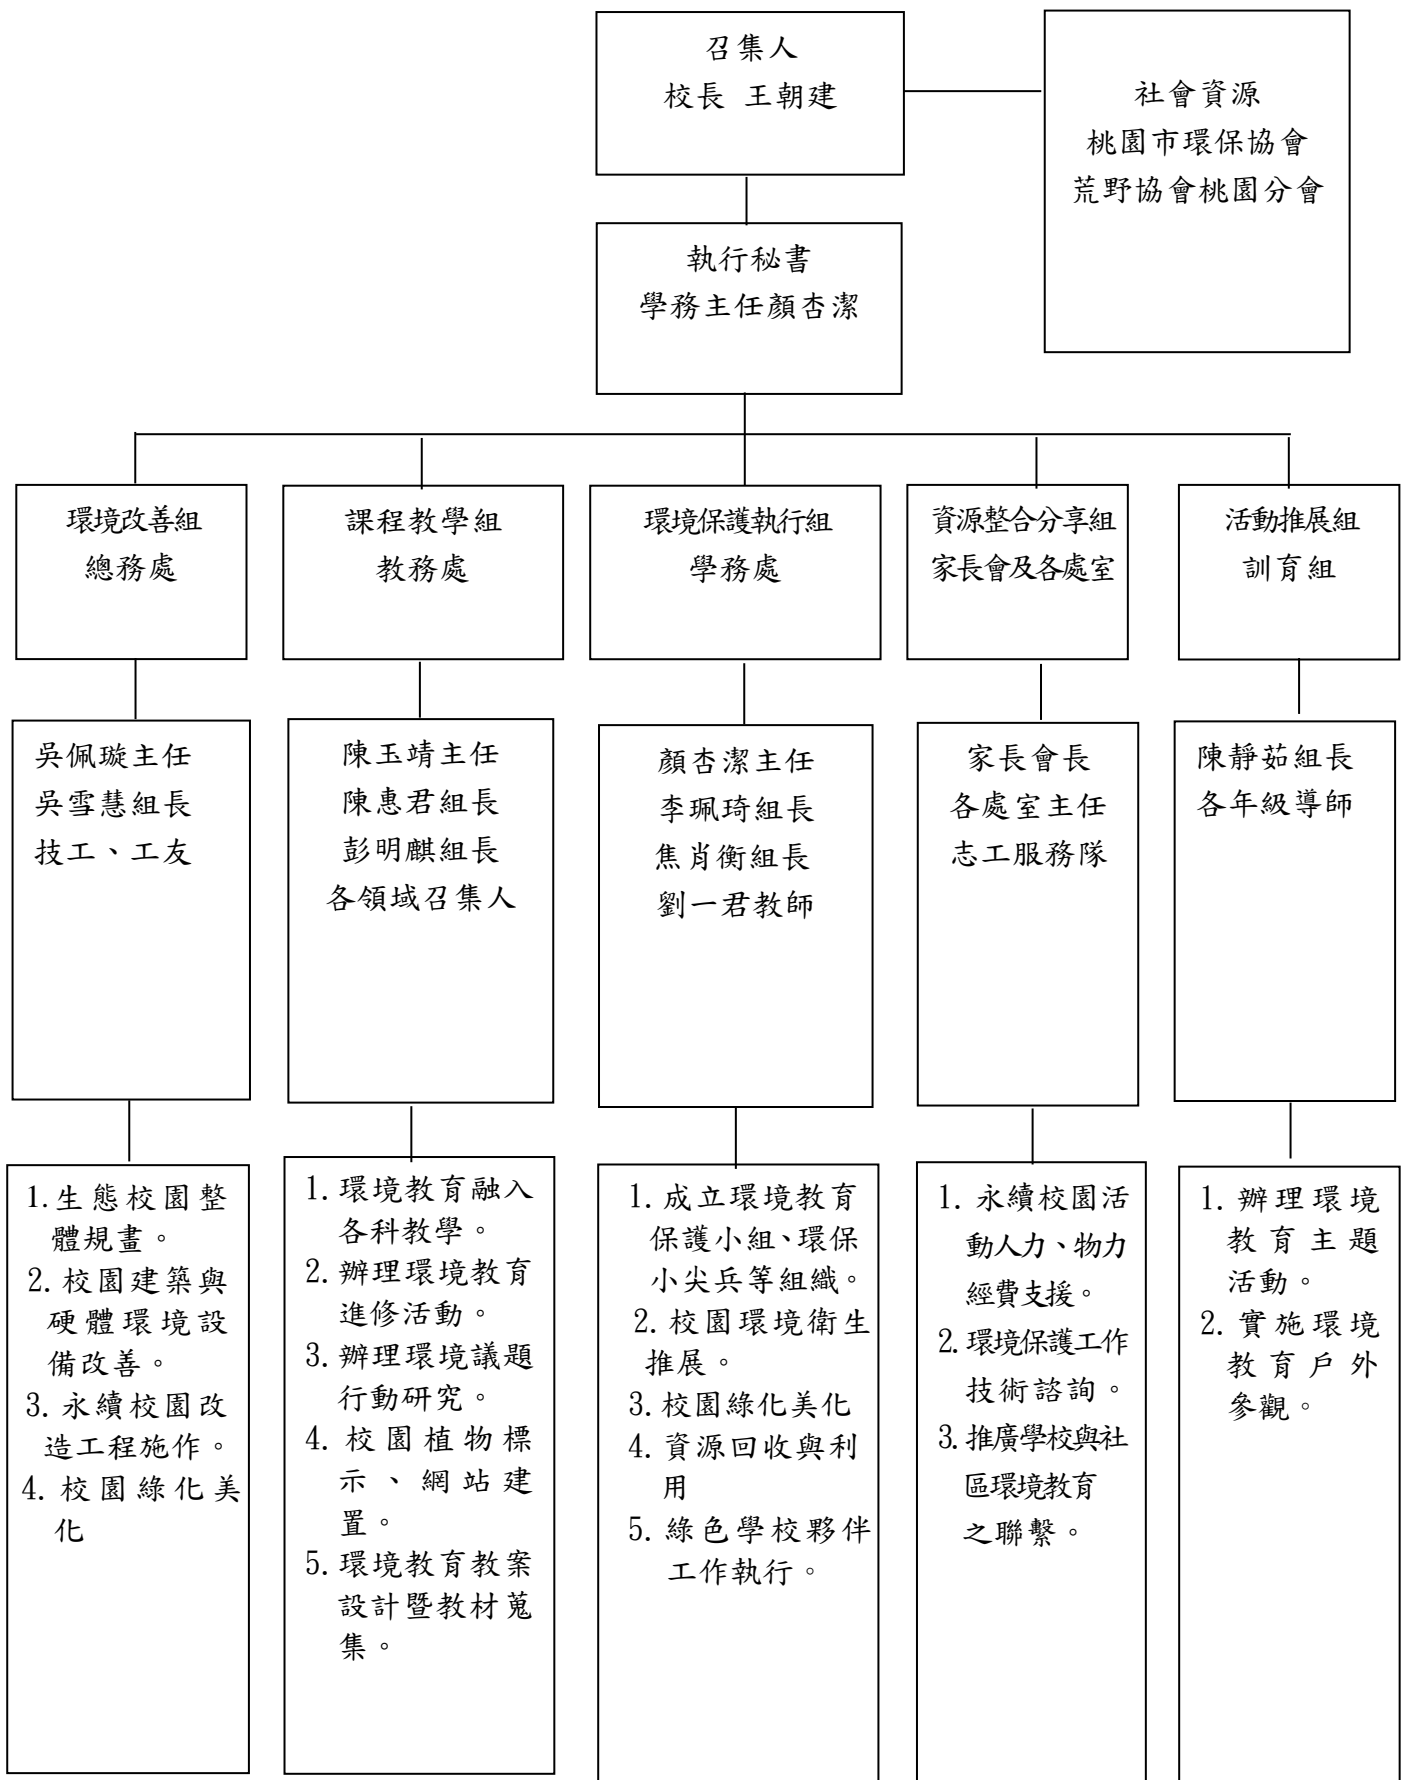 召集人
校長 王朝建
社會資源
桃園市環保協會
荒野協會桃園分會
執行秘書
學務主任顏杏潔
環境改善組
總務處
課程教學組
教務處
環境保護執行組
學務處
資源整合分享組
家長會及各處室
活動推展組
訓育組
吳佩璇主任
吳雪慧組長
技工、工友
陳玉靖主任
陳惠君組長
彭明麒組長
各領域召集人
顏杏潔主任
李珮琦組長
焦肖衡組長
劉一君教師
家長會長
各處室主任
志工服務隊
陳靜茹組長
各年級導師
1.生態校園整
體規畫。
2.校園建築與
硬體環境設
備改善。
3.永續校園改
造工程施作。
4.校園綠化美
化
1.環境教育融入
各科教學。
2.辦理環境教育
進修活動。
3.辦理環境議題
行動研究。
4.校園植物標
示、網站建
置。
5.環境教育教案
設計暨教材蒐
集。
1.成立環境教育
保護小組、環保
小尖兵等組織。
2.校園環境衛生
推展。
3.校園綠化美化
4.資源回收與利
用
5.綠色學校夥伴
工作執行。
1.永續校園活
動人力、物力
經費支援。
2.環境保護工作
技術諮詢。
3.推廣學校與社
區環境教育
之聯繫。
1.辦理環境
教育主題
活動。
2.實施環境
教育戶外
參觀。